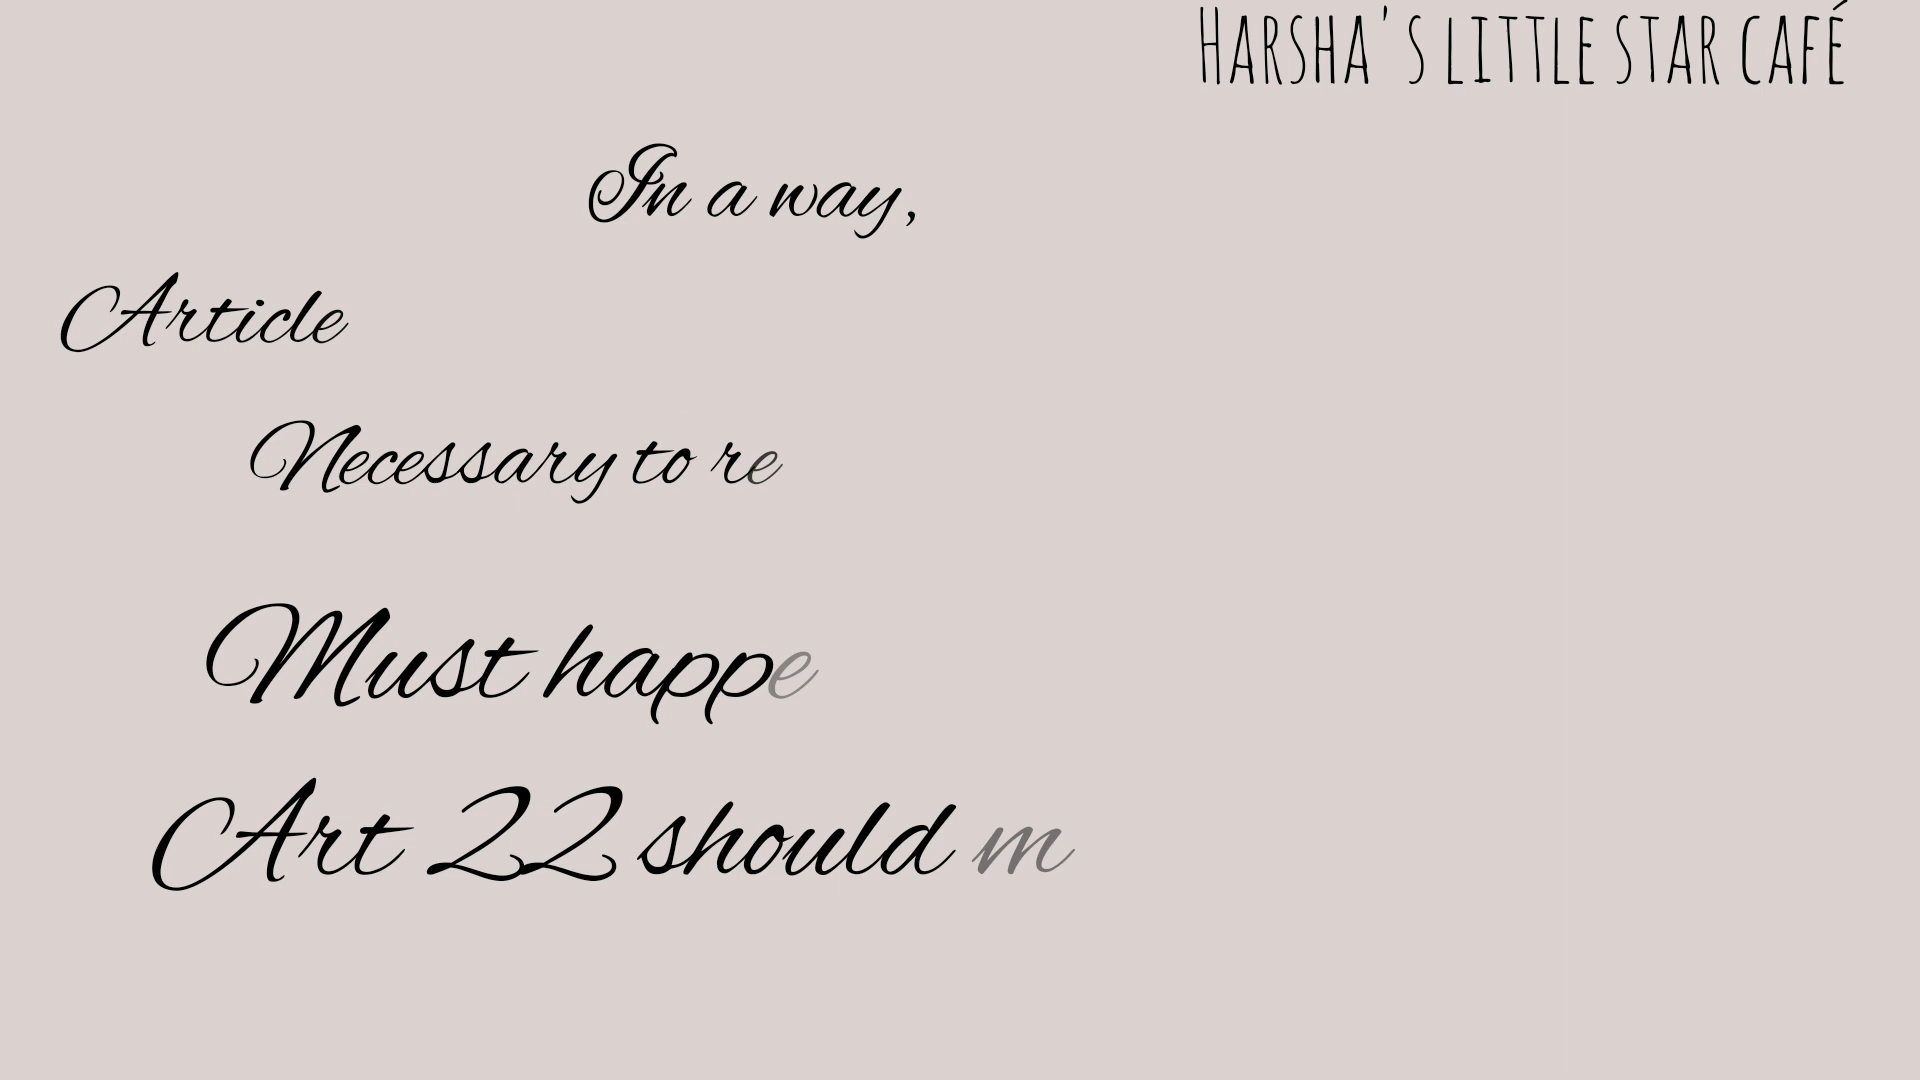 HARSHA'S LITTLE STAR CAFÉ
In a way,
Article
Necessary to re
Must happe
Art 22 should m